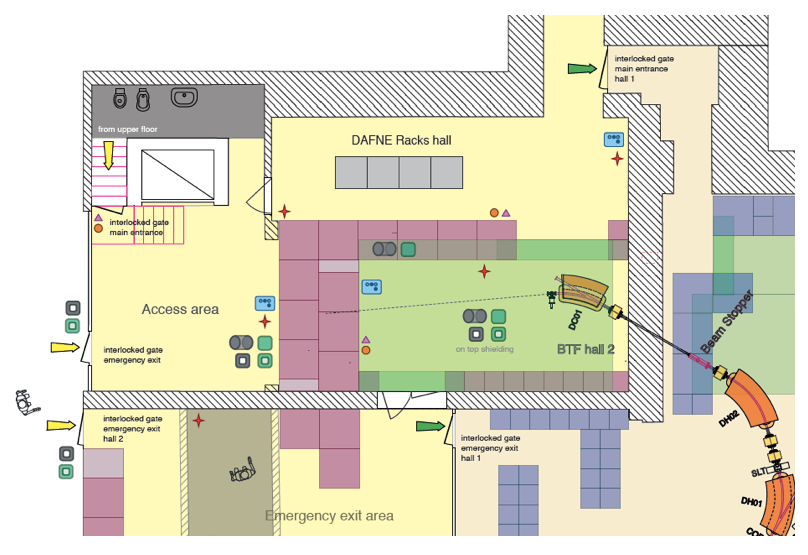 interlocked gate
main entrance
hall 1
from upper floor
DAFNE Racks hall
interlocked gate
main entrance
Access area
DC01
interlocked gate
emergency exit
on top shielding
BTF hall 2
Beam Stopper
interlocked gate
emergency exit
hall 2
interlocked gate
emergency exit
hall 1
DH02
SLT
DH01
Emergency exit area